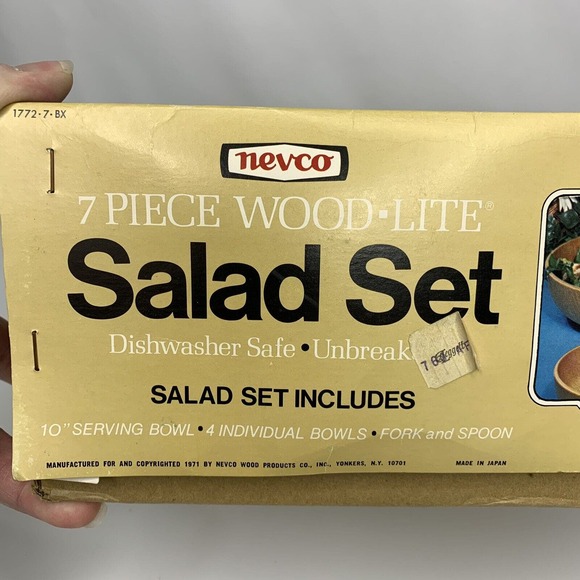 1772-7-BX
nevco
7 PIECE WOOD-LITE®
Salad Set
Dishwasher Safe • Unbreak
SALAD SET INCLUDES
10" SERVING BOWL • 4 INDIVIDUAL BOWLS • FORK and SPOON
MANUFACTURED FOR AND COPYRIGHTED 1971 BY NEVCO WOOD PRODUCTS CO., INC., YONKERS, N.Y. 10701 MADE IN JAPAN